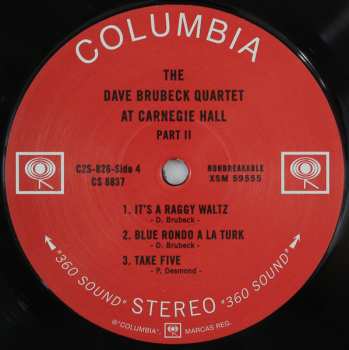 COLUMBIA
THE
DAVE BRUBECK QUARTET
AT CARNEGIE HALL
PART II
C2S-826-Side 4
CS 8837
NONBREAKABLE
XSM 59555
1. IT'S A RAGGY WALTZ
- D. Brubeck -
2. BLUE RONDO A LA TURK
- D. Brubeck -
3. TAKE FIVE
- P. Desmond -
"360 SOUND" STEREO "360 SOUND"
® "COLUMBIA", MARCAS REG.